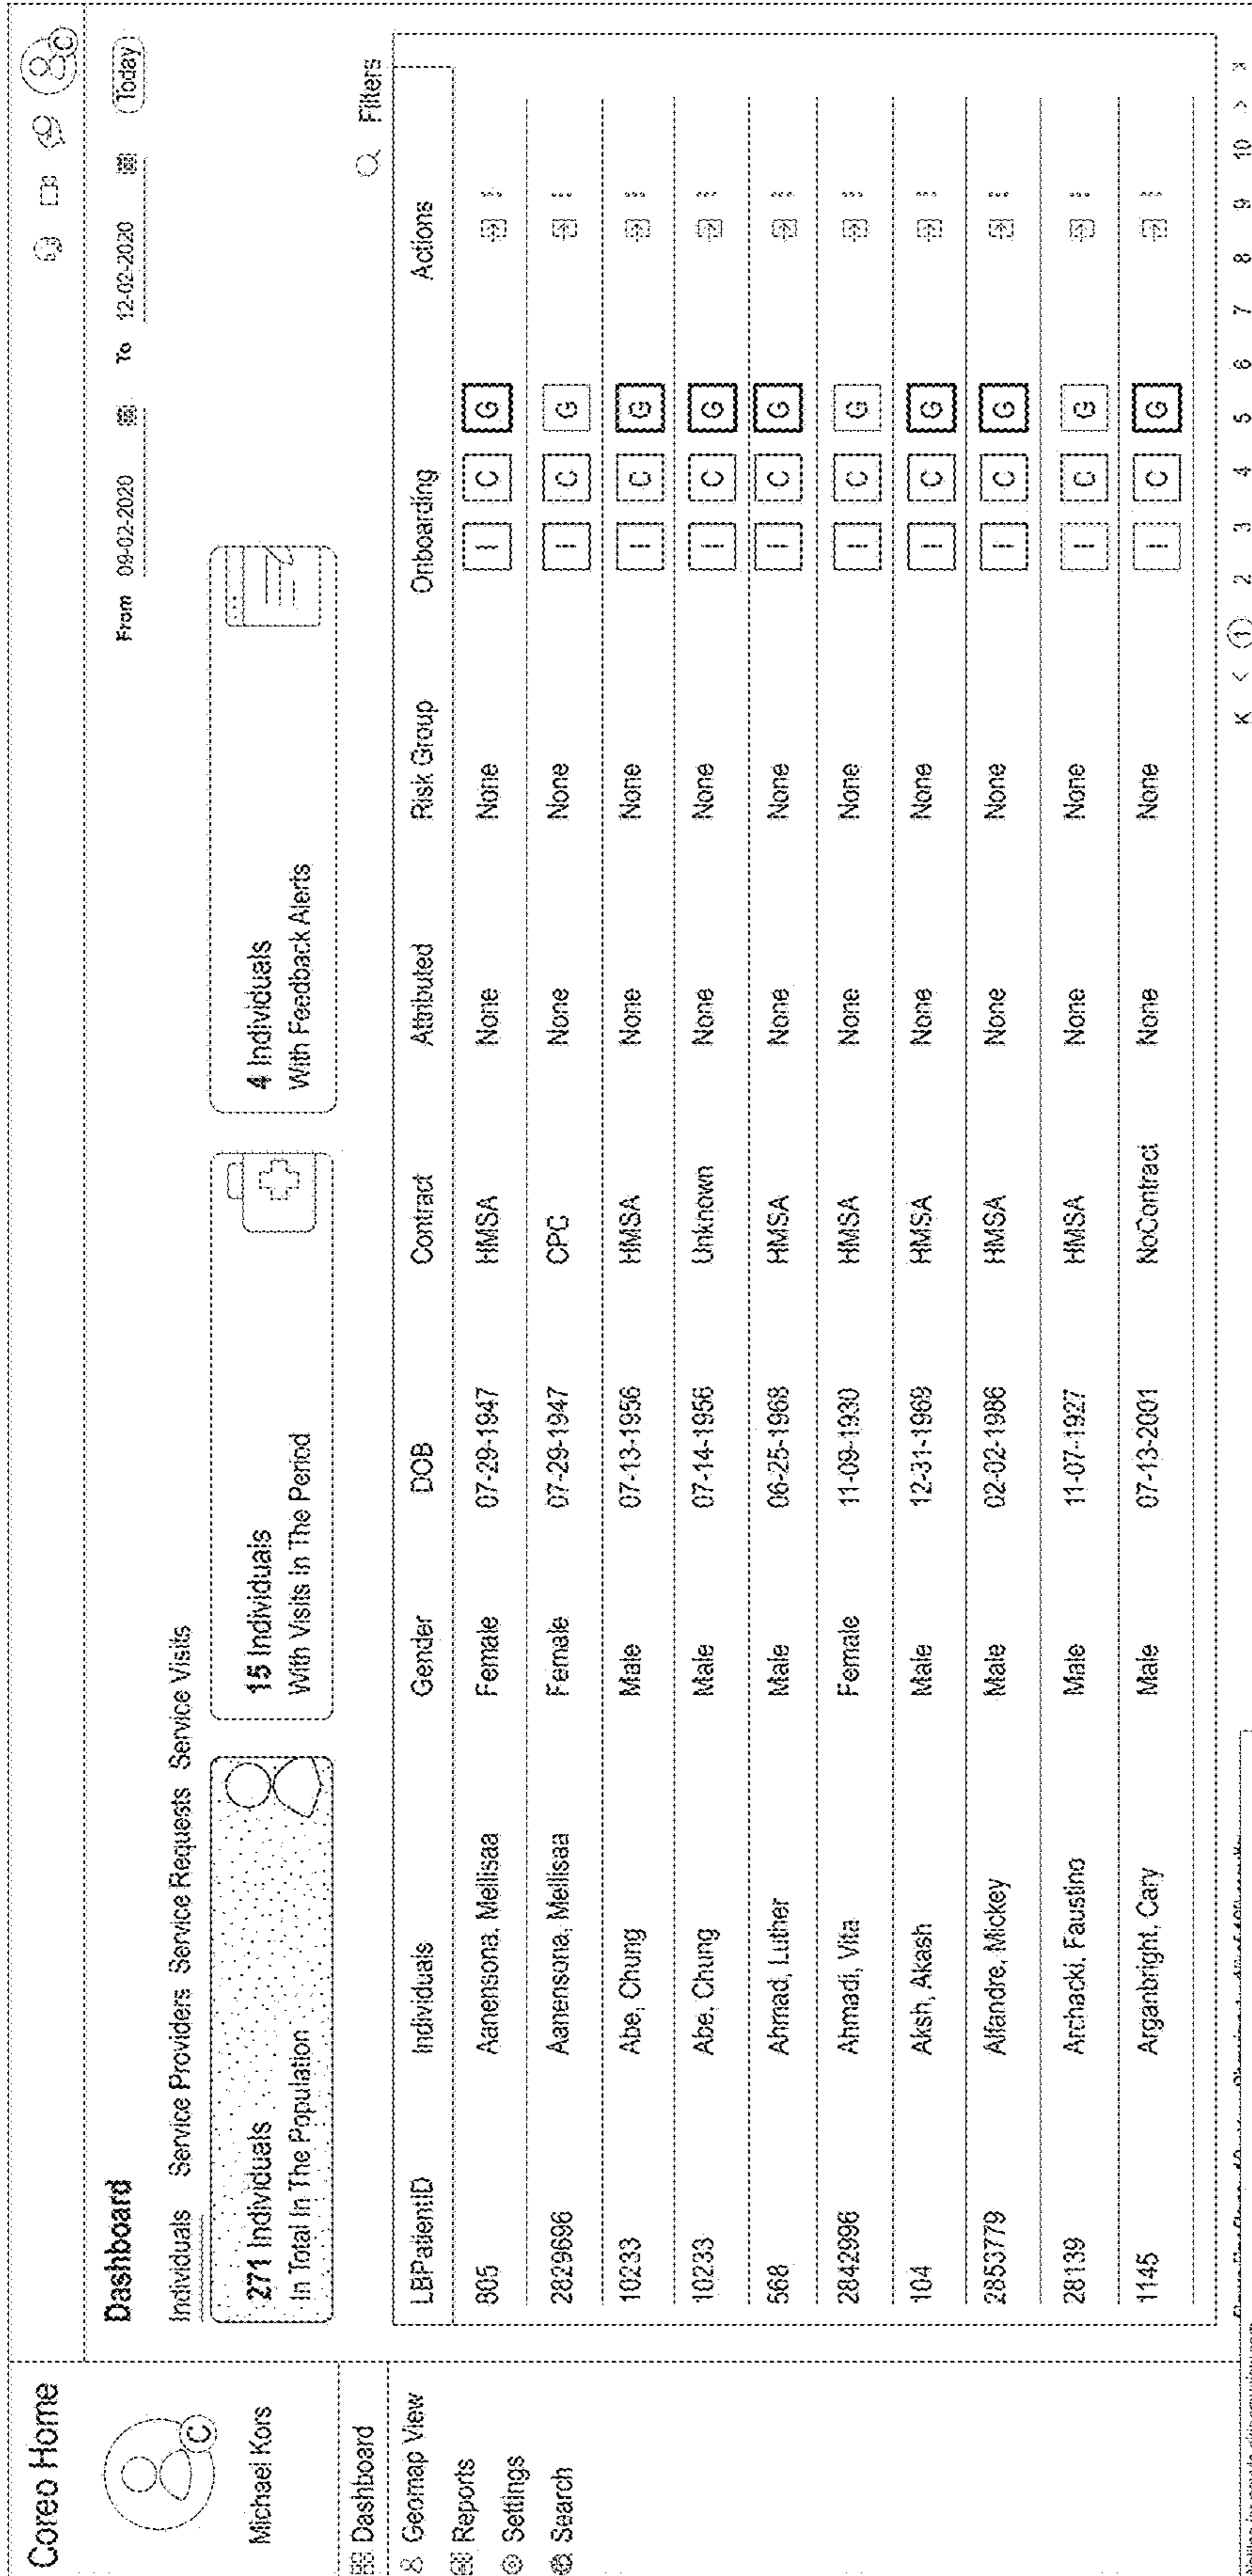 Coreo Home
Michael Kors
Dashboard
Geomap View
Reports
Settings
Search
Dashboard
From 09-02-2020 To 12-02-2020 Today
Individuals Service Providers Service Requests Service Visits
271 Individuals
In Total In The Population
15 Individuals
With Visits In The Period
4 Individuals
With Feedback Alerts
Filters
LBPatientID Individuals Gender DOB Contract Attributed Risk Group Onboarding Actions
805 Aanensona, Mellisaa Female 07-29-1947 HMSA None None I C G
2829696 Aanensona, Mellisaa Female 07-29-1947 CPC None None I C G
10233 Abe, Chung Male 07-13-1956 HMSA None None I C G
10233 Abe, Chung Male 07-14-1956 Unknown None None I C G
568 Ahmad, Luther Male 06-25-1968 HMSA None None I C G
2842996 Ahmadi, Vita Female 11-09-1930 HMSA None None I C G
104 Aksh, Akash Male 12-31-1969 HMSA None None I C G
2853779 Alfandre, Mickey Male 02-02-1986 HMSA None None I C G
28139 Archacki, Faustino Male 11-07-1927 HMSA None None I C G
1145 Arganbright, Cary Male 07-13-2001 NoContract None None I C G
K < 1 2 3 4 5 6 7 8 9 10 >